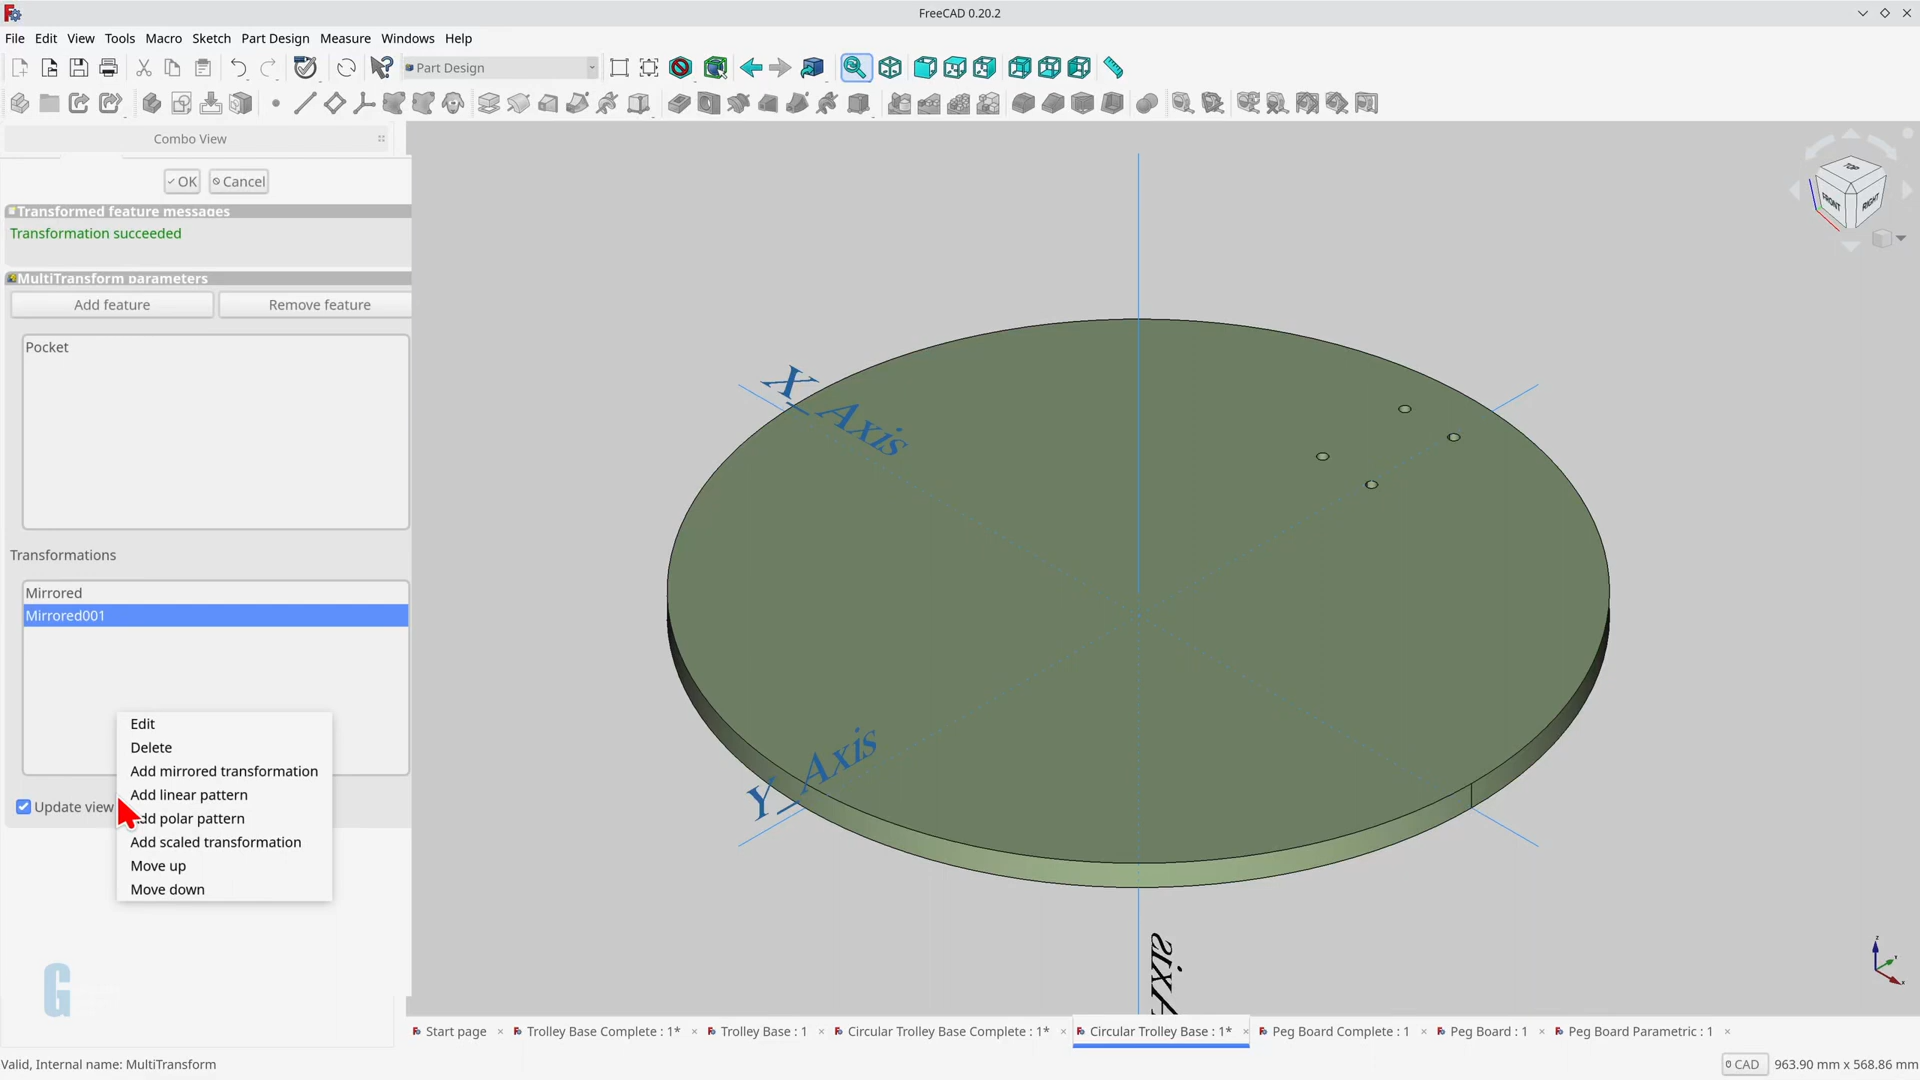 FreeCAD 0.20.2
File Edit View Tools Macro Sketch Part Design Measure Windows Help
Part Design
Combo View
OK Cancel
Transformed feature messages
Transformation succeeded
MultiTransform parameters
Add feature Remove feature
Pocket
Transformations
Mirrored
Mirrored001
Edit
Delete
Add mirrored transformation
Add linear pattern
Update view
dd polar pattern
Add scaled transformation
Move up
Move down
X_Axis
Y_Axis
Axis
TOP
FRONT
RIGHT
G
Start page Trolley Base Complete : 1* Trolley Base : 1 Circular Trolley Base Complete : 1* Circular Trolley Base : 1* Peg Board Complete : 1 Peg Board : 1 Peg Board Parametric : 1
Valid, Internal name: MultiTransform
CAD 963.90 mm x 568.86 mm